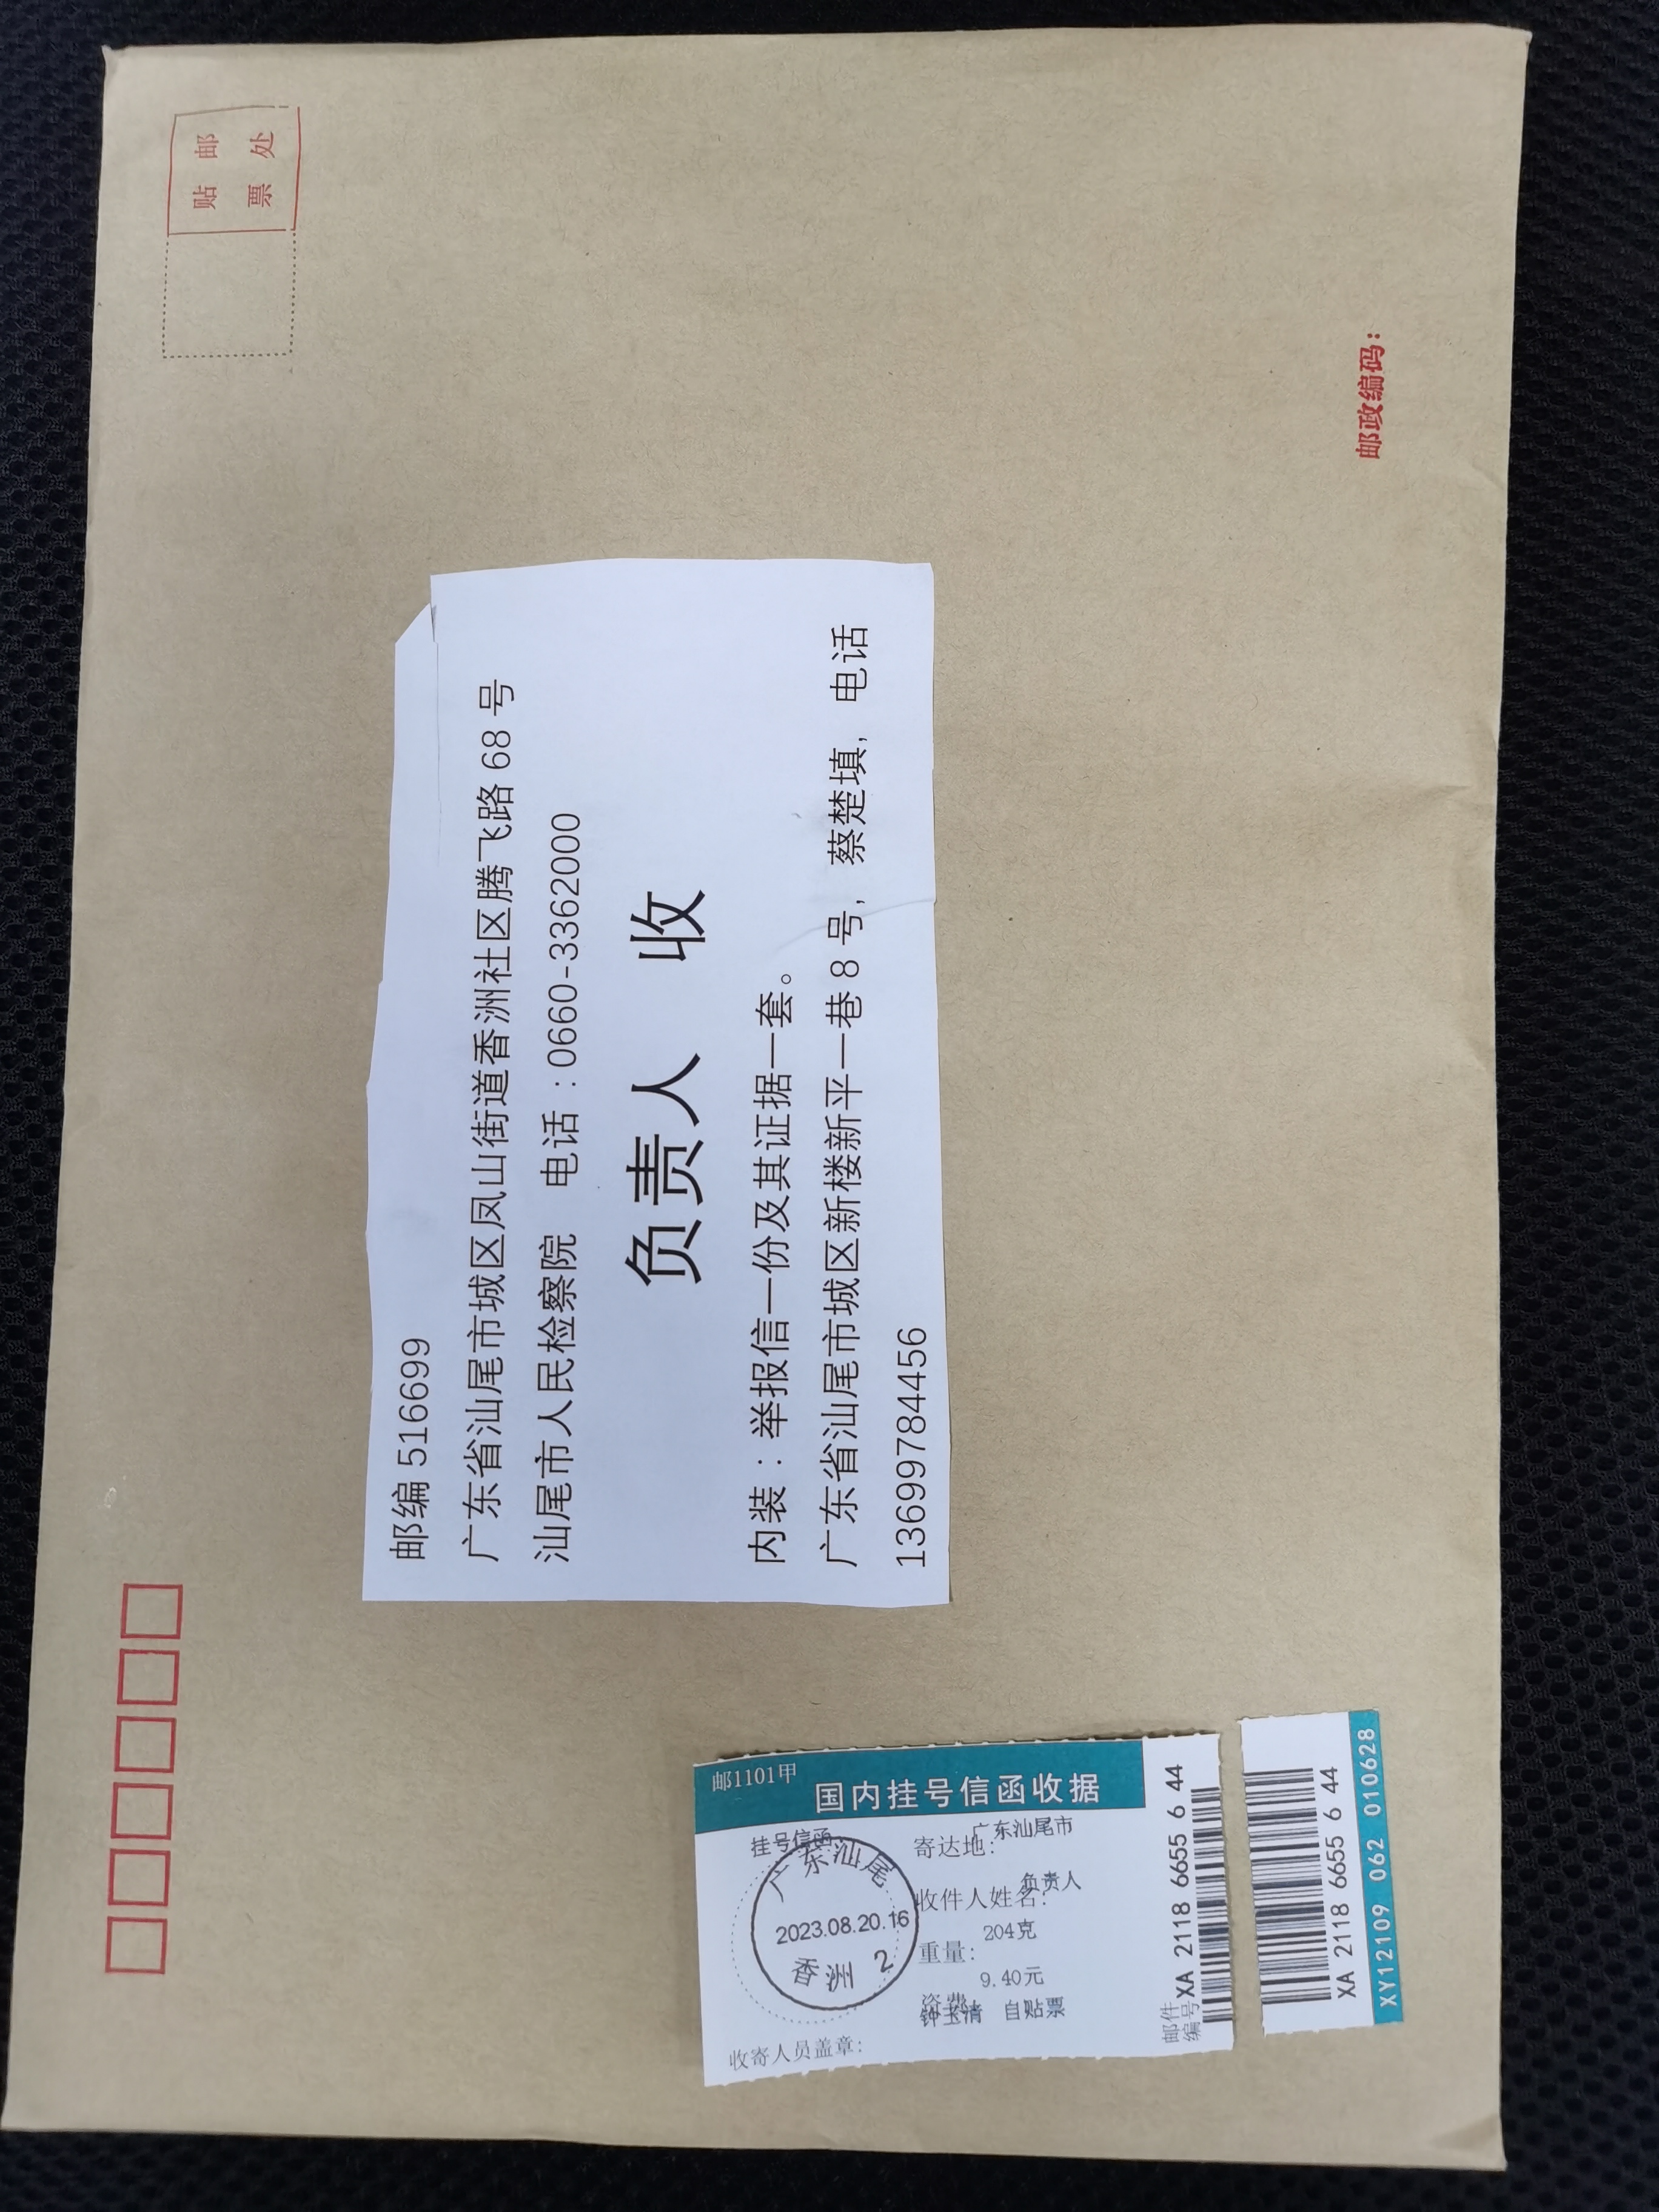 贴邮
票处
邮编 516699
广东省汕尾市城区凤山街道香洲社区腾飞路 68 号
汕尾市人民检察院 电话：0660-3362000
负责人 收
内装：举报信一份及其证据一套。
广东省汕尾市城区新楼新平一巷 8 号，蔡楚填，电话
13699784456
邮政编码：
邮1101甲
国内挂号信函收据
挂号信函
寄达地：
广东汕尾市
收件人姓名：
负责人
重量：
204克
9.40元
钟玉清 自贴票
收寄人员盖章：
广东汕尾
2023.08.20.16
香洲 2
邮件
编号
XA 2118 6655 6 44
XA 2118 6655 6 44
XY12109 062 010628